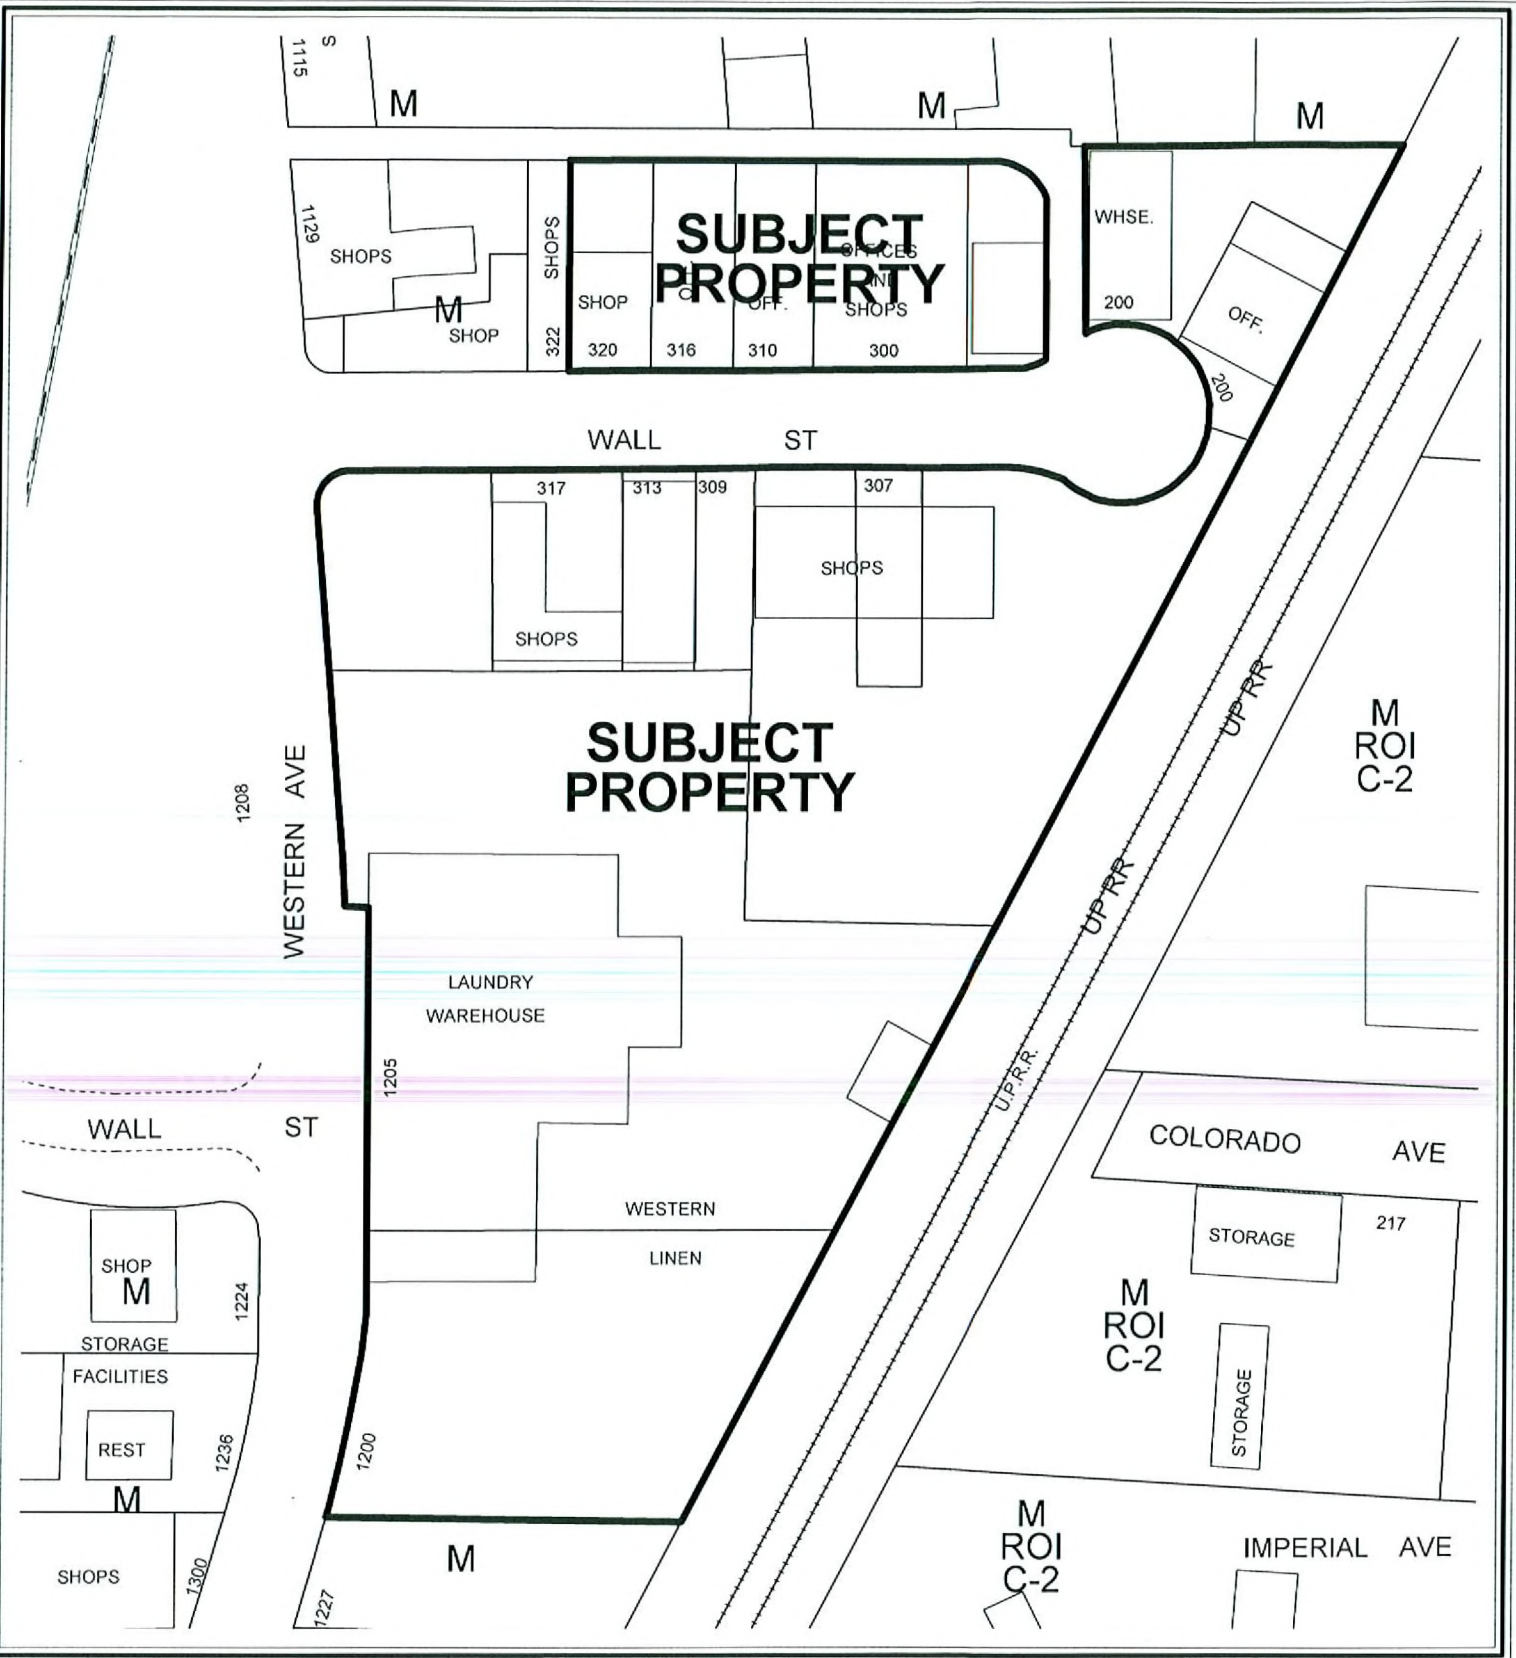 1115
S
M
M
M
1129
SHOPS
M
SHOP
SHOPS
322
SHOP
320
316
OFF.
310
OFFICES
AND
SHOPS
300
SUBJECT
PROPERTY
WHSE.
200
OFF.
200
WALL ST
317
313
309
307
SHOPS
SHOPS
SUBJECT
PROPERTY
1208
WESTERN AVE
UP RR
UP RR
U.P.R.R.
M
ROI
C-2
LAUNDRY
WAREHOUSE
1205
WALL ST
COLORADO AVE
WESTERN
LINEN
STORAGE
217
SHOP
M
1224
STORAGE
FACILITIES
M
ROI
C-2
STORAGE
REST
M
1236
1200
SHOPS
1300
1227
M
M
ROI
C-2
IMPERIAL AVE